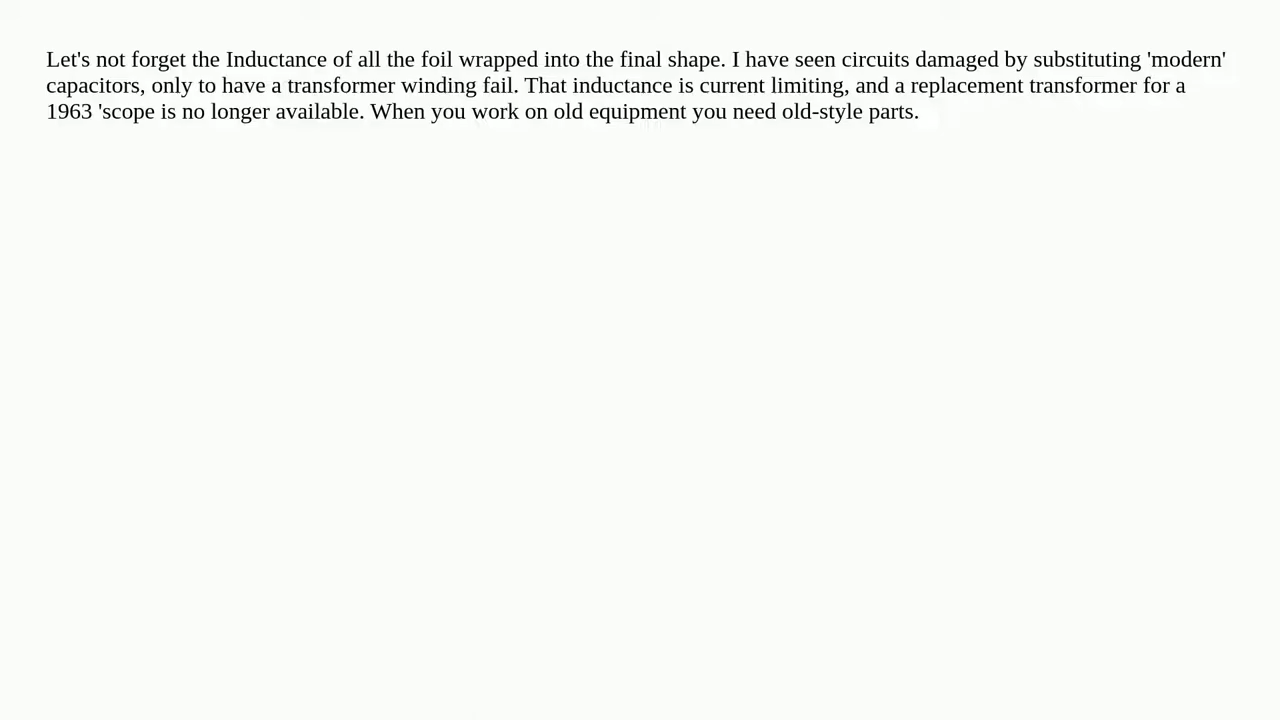 Let's not forget the Inductance of all the foil wrapped into the final shape. I have seen circuits damaged by substituting 'modern'
capacitors, only to have a transformer winding fail. That inductance is current limiting, and a replacement transformer for a
1963 'scope is no longer available. When you work on old equipment you need old-style parts.